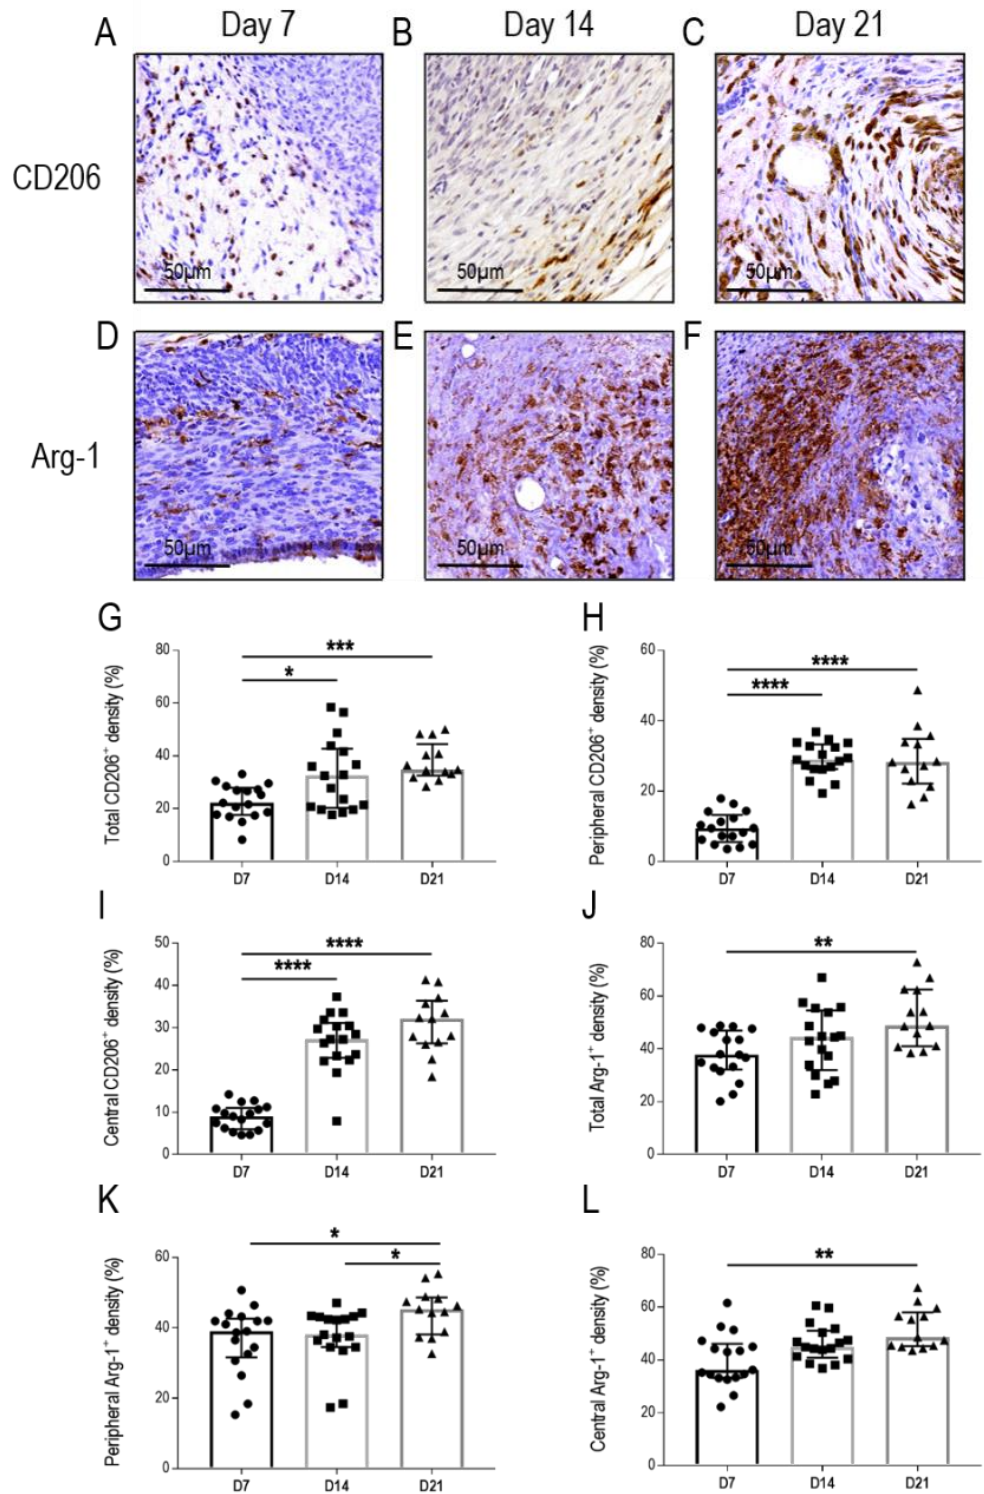 A Day 7 B Day 14 C Day 21
CD206
50µm 50µm 50µm
D E F
Arg-1
50µm 50µm 50µm
G
Total CD206⁺ density (%)
80
60
40
20
0
***
*
D7 D14 D21
H
Peripheral CD206⁺ density (%)
60
40
20
0
****
****
D7 D14 D21
I
Central CD206⁺ density (%)
50
40
30
20
10
0
****
****
D7 D14 D21
J
Total Arg-1⁺ density (%)
80
60
40
20
0
**
D7 D14 D21
K
Peripheral Arg-1⁺ density (%)
60
40
20
0
*
*
D7 D14 D21
L
Central Arg-1⁺ density (%)
80
60
40
20
0
**
D7 D14 D21